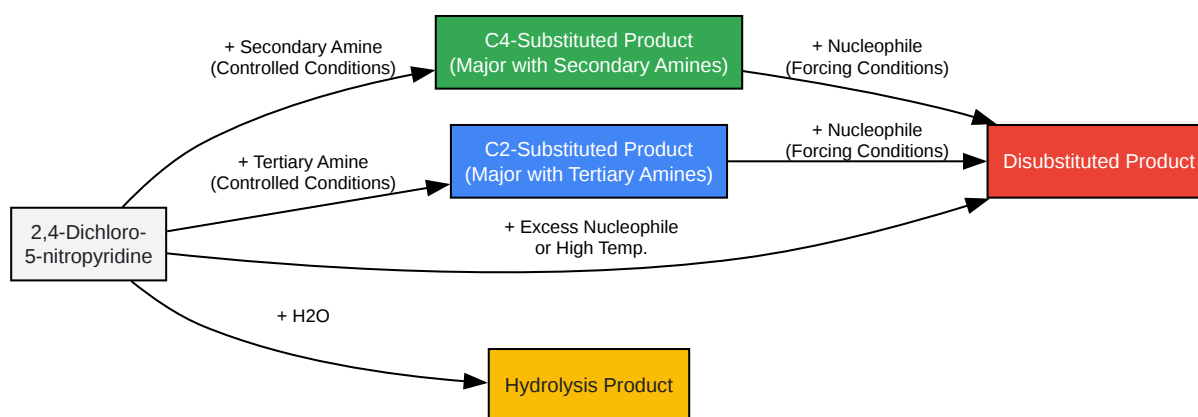 + Secondary Amine
(Controlled Conditions)
C4-Substituted Product
(Major with Secondary Amines)
+ Nucleophile
(Forcing Conditions)
+ Tertiary Amine
(Controlled Conditions)
C2-Substituted Product
(Major with Tertiary Amines)
+ Nucleophile
(Forcing Conditions)
Disubstituted Product
2,4-Dichloro-
5-nitropyridine
+ Excess Nucleophile
or High Temp.
+ H2O
Hydrolysis Product